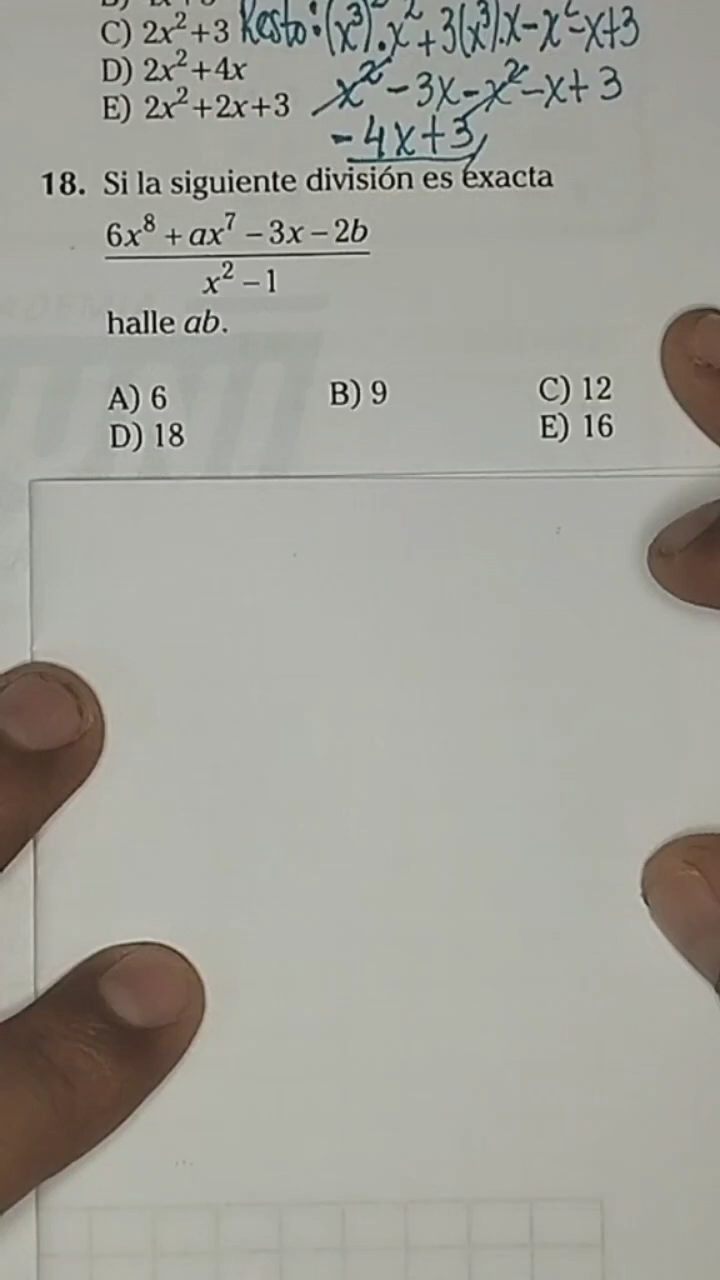 C) 2x²+3 Resto: (x³)².x²+3(x³).x-x²-x+3
D) 2x²+4x
x²-3x-x²-x+3
E) 2x²+2x+3
-4x+3
18. Si la siguiente división es exacta
6x⁸ + ax⁷ − 3x − 2b
x² − 1
halle ab.
A) 6 B) 9 C) 12
D) 18 E) 16